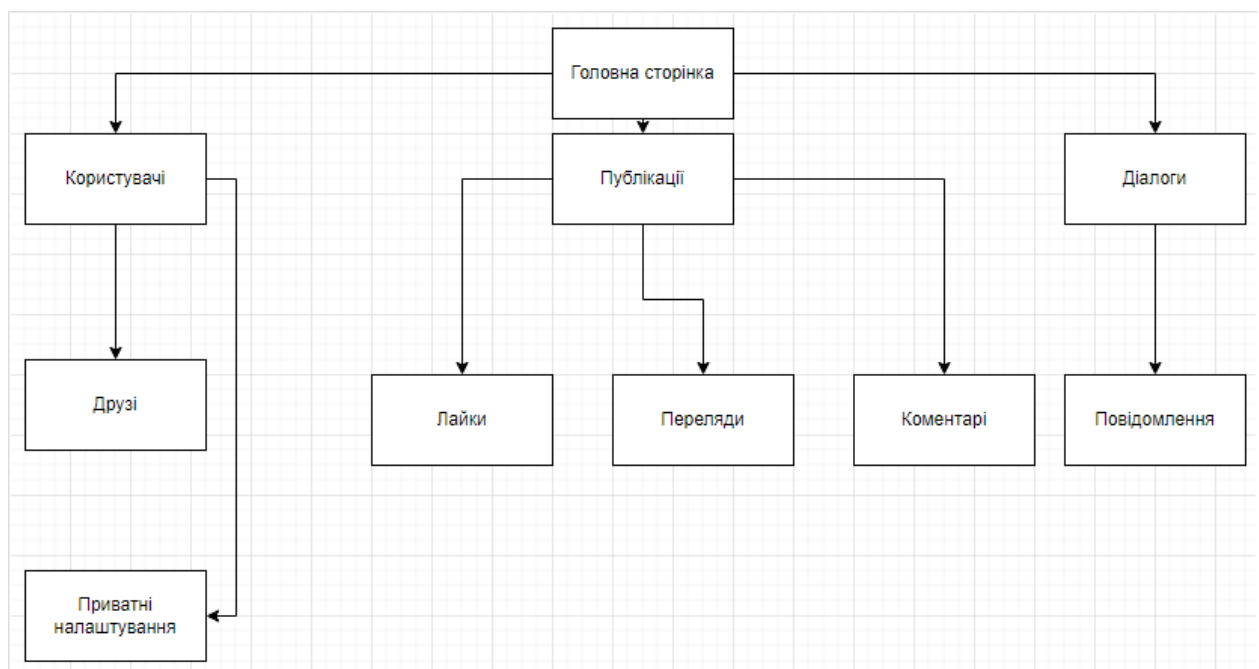 Головна сторінка
Користувачі
Публікації
Діалоги
Друзі
Лайки
Переляди
Коментарі
Повідомлення
Приватні
налаштування